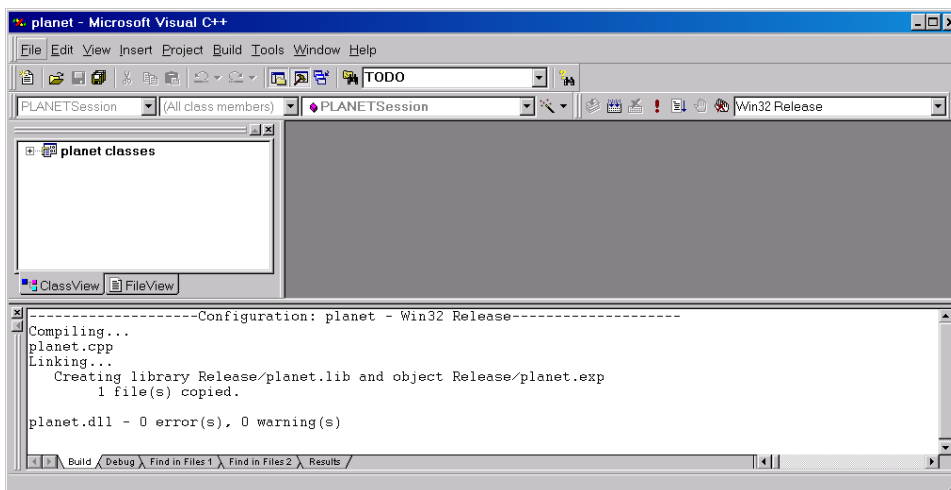 planet - Microsoft Visual C++
File Edit View Insert Project Build Tools Window Help
TODO
PLANETSession (All class members) PLANETSession Win32 Release
planet classes
ClassView FileView
--------------------Configuration: planet - Win32 Release--------------------
Compiling...
planet.cpp
Linking...
Creating library Release/planet.lib and object Release/planet.exp
1 file(s) copied.
planet.dll - 0 error(s), 0 warning(s)
Build Debug Find in Files 1 Find in Files 2 Results